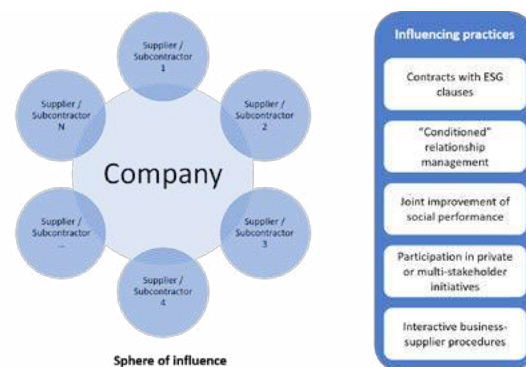 Supplier /
Subcontractor
1
Supplier /
Subcontractor
2
Supplier /
Subcontractor
3
Supplier /
Subcontractor
4
Supplier /
Subcontractor
...
Supplier /
Subcontractor
N
Company
Sphere of influence
Influencing practices
Contracts with ESG
clauses
"Conditioned"
relationship
management
Joint improvement of
social performance
Participation in private
or multi-stakeholder
initiatives
Interactive business-
supplier procedures